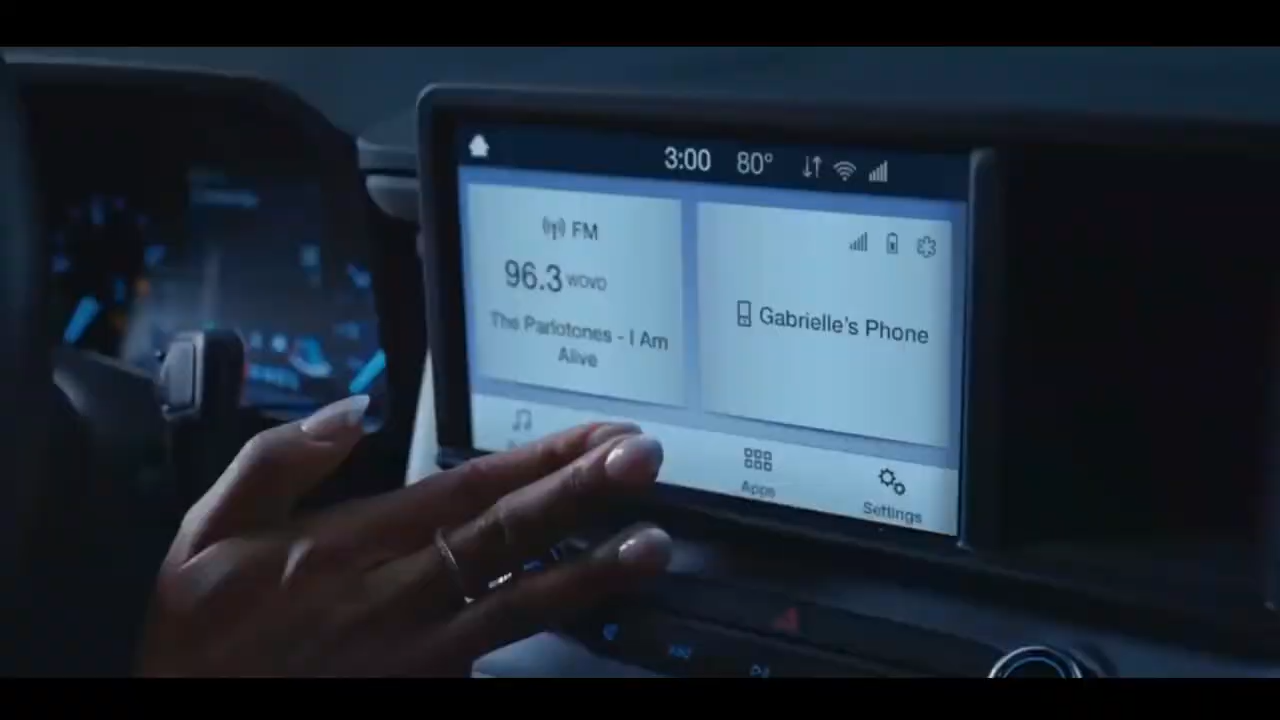 3:00 80°
FM
96.3 WOVO
The Parlotones - I Am
Alive
Gabrielle's Phone
Apps
Settings